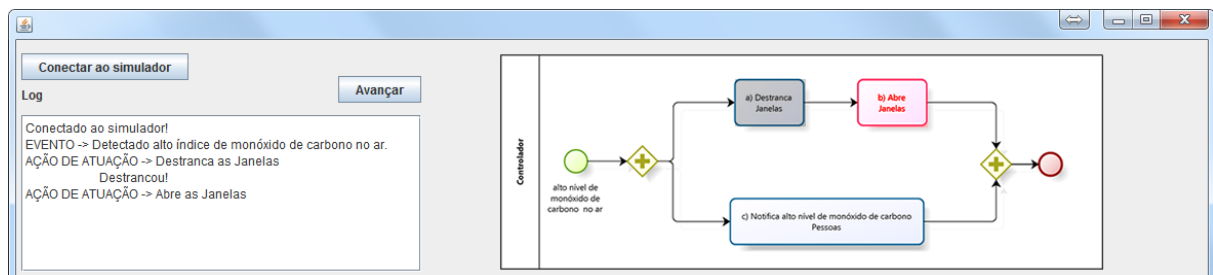 Conectar ao simulador
Avançar
Log
Conectado ao simulador!
EVENTO -> Detectado alto índice de monóxido de carbono no ar.
AÇÃO DE ATUAÇÃO -> Destranca as Janelas
Destrancou!
AÇÃO DE ATUAÇÃO -> Abre as Janelas
Controlador
alto nível de
monóxido de
carbono no ar
a) Destranca
Janelas
b) Abre
Janelas
c) Notifica alto nível de monóxido de carbono
Pessoas